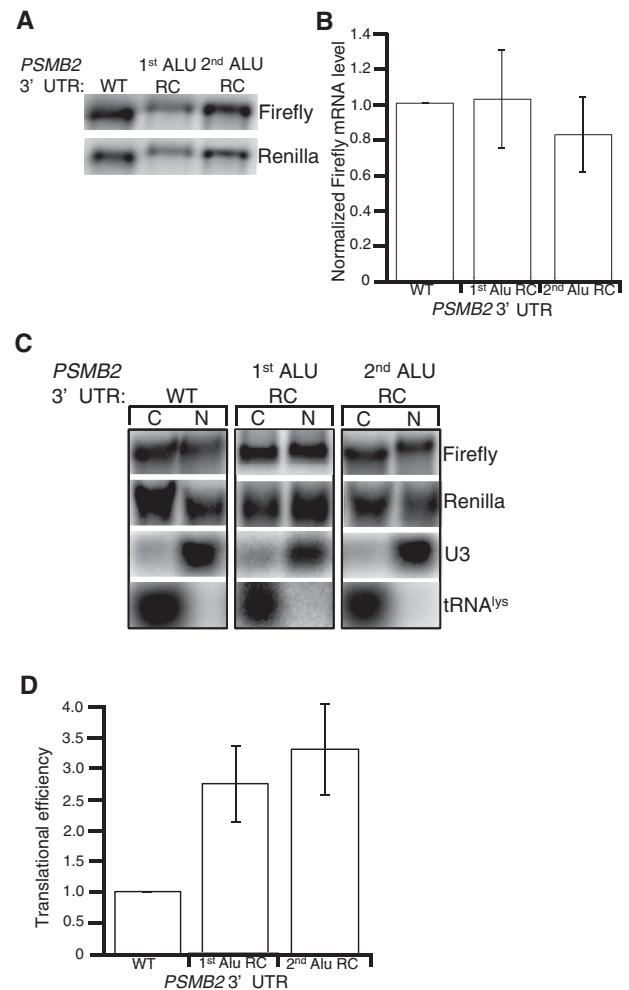 A
PSMB2
3' UTR:
WT
1st ALU
RC
2nd ALU
RC
Firefly
Renilla
B
Normalized Firefly mRNA level
1.4
1.2
1.0
0.8
0.6
0.4
0.2
0
WT
1st Alu RC
2nd Alu RC
PSMB2 3' UTR
C
PSMB2
3' UTR:
WT
1st ALU
RC
2nd ALU
RC
C N
C N
C N
Firefly
Renilla
U3
tRNAlys
D
Translational efficiency
4.0
3.5
3.0
2.5
2.0
1.5
1.0
0.5
0
WT
1st Alu RC
2nd Alu RC
PSMB2 3' UTR